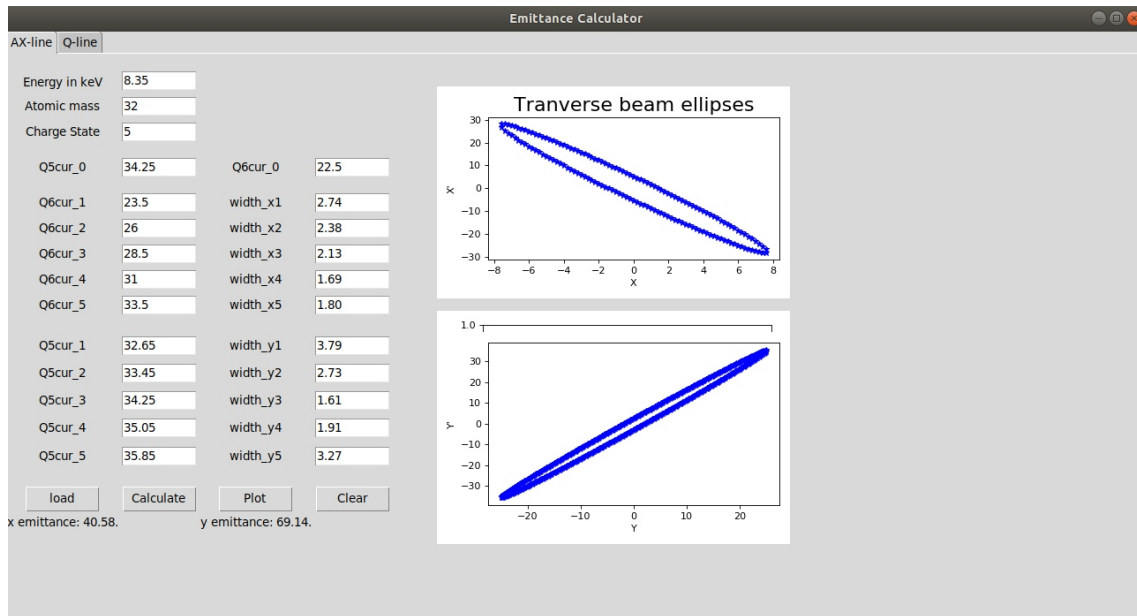 Emittance Calculator
AX-line Q-line
Energy in keV 8.35
Atomic mass 32
Charge State 5
Q5cur_0 34.25 Q6cur_0 22.5
Q6cur_1 23.5 width_x1 2.74
Q6cur_2 26 width_x2 2.38
Q6cur_3 28.5 width_x3 2.13
Q6cur_4 31 width_x4 1.69
Q6cur_5 33.5 width_x5 1.80
Q5cur_1 32.65 width_y1 3.79
Q5cur_2 33.45 width_y2 2.73
Q5cur_3 34.25 width_y3 1.61
Q5cur_4 35.05 width_y4 1.91
Q5cur_5 35.85 width_y5 3.27
load Calculate Plot Clear
x emittance: 40.58. y emittance: 69.14.
Tranverse beam ellipses
30
20
10
0
−10
−20
−30
X'
−8 −6 −4 −2 0 2 4 6 8
X
1.0
30
20
10
0
−10
−20
−30
Y'
−20 −10 0 10 20
Y